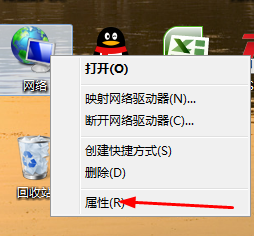 网络
打开(O)
映射网络驱动器(N)...
断开网络驱动器(C)...
创建快捷方式(S)
删除(D)
回收站
属性(R)